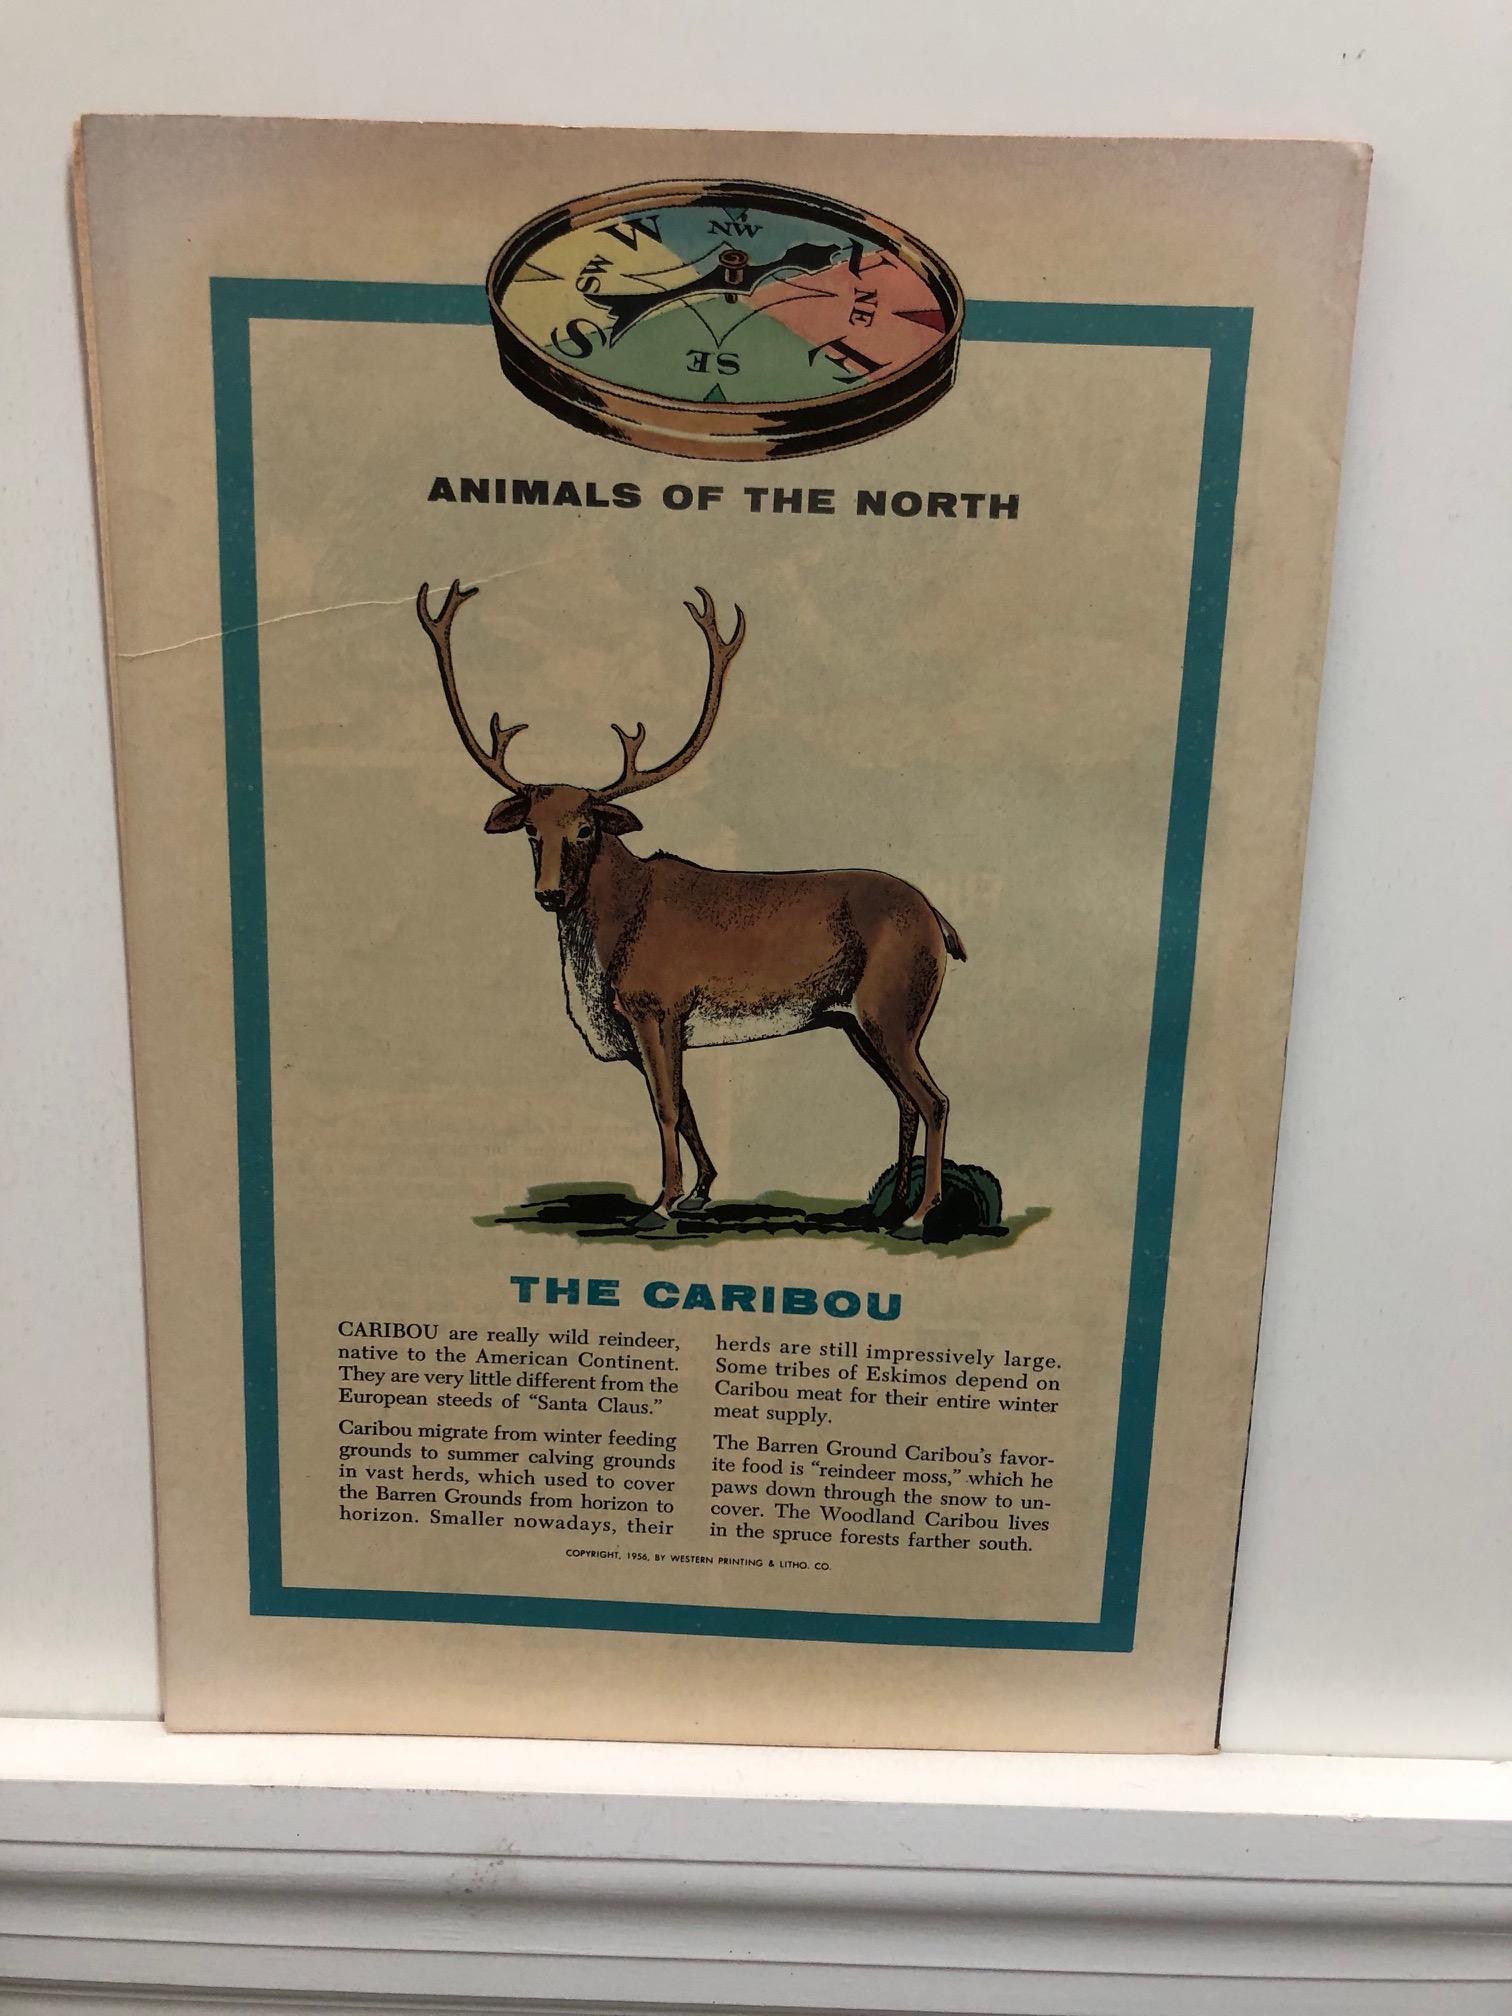 W
NW
N
SW
NE
S
SE
E
ANIMALS OF THE NORTH
THE CARIBOU
CARIBOU are really wild reindeer,
native to the American Continent.
They are very little different from the
European steeds of “Santa Claus.”
Caribou migrate from winter feeding
grounds to summer calving grounds
in vast herds, which used to cover
the Barren Grounds from horizon to
horizon. Smaller nowadays, their
herds are still impressively large.
Some tribes of Eskimos depend on
Caribou meat for their entire winter
meat supply.
The Barren Ground Caribou’s favor-
ite food is “reindeer moss,” which he
paws down through the snow to un-
cover. The Woodland Caribou lives
in the spruce forests farther south.
COPYRIGHT, 1956, BY WESTERN PRINTING & LITHO. CO.